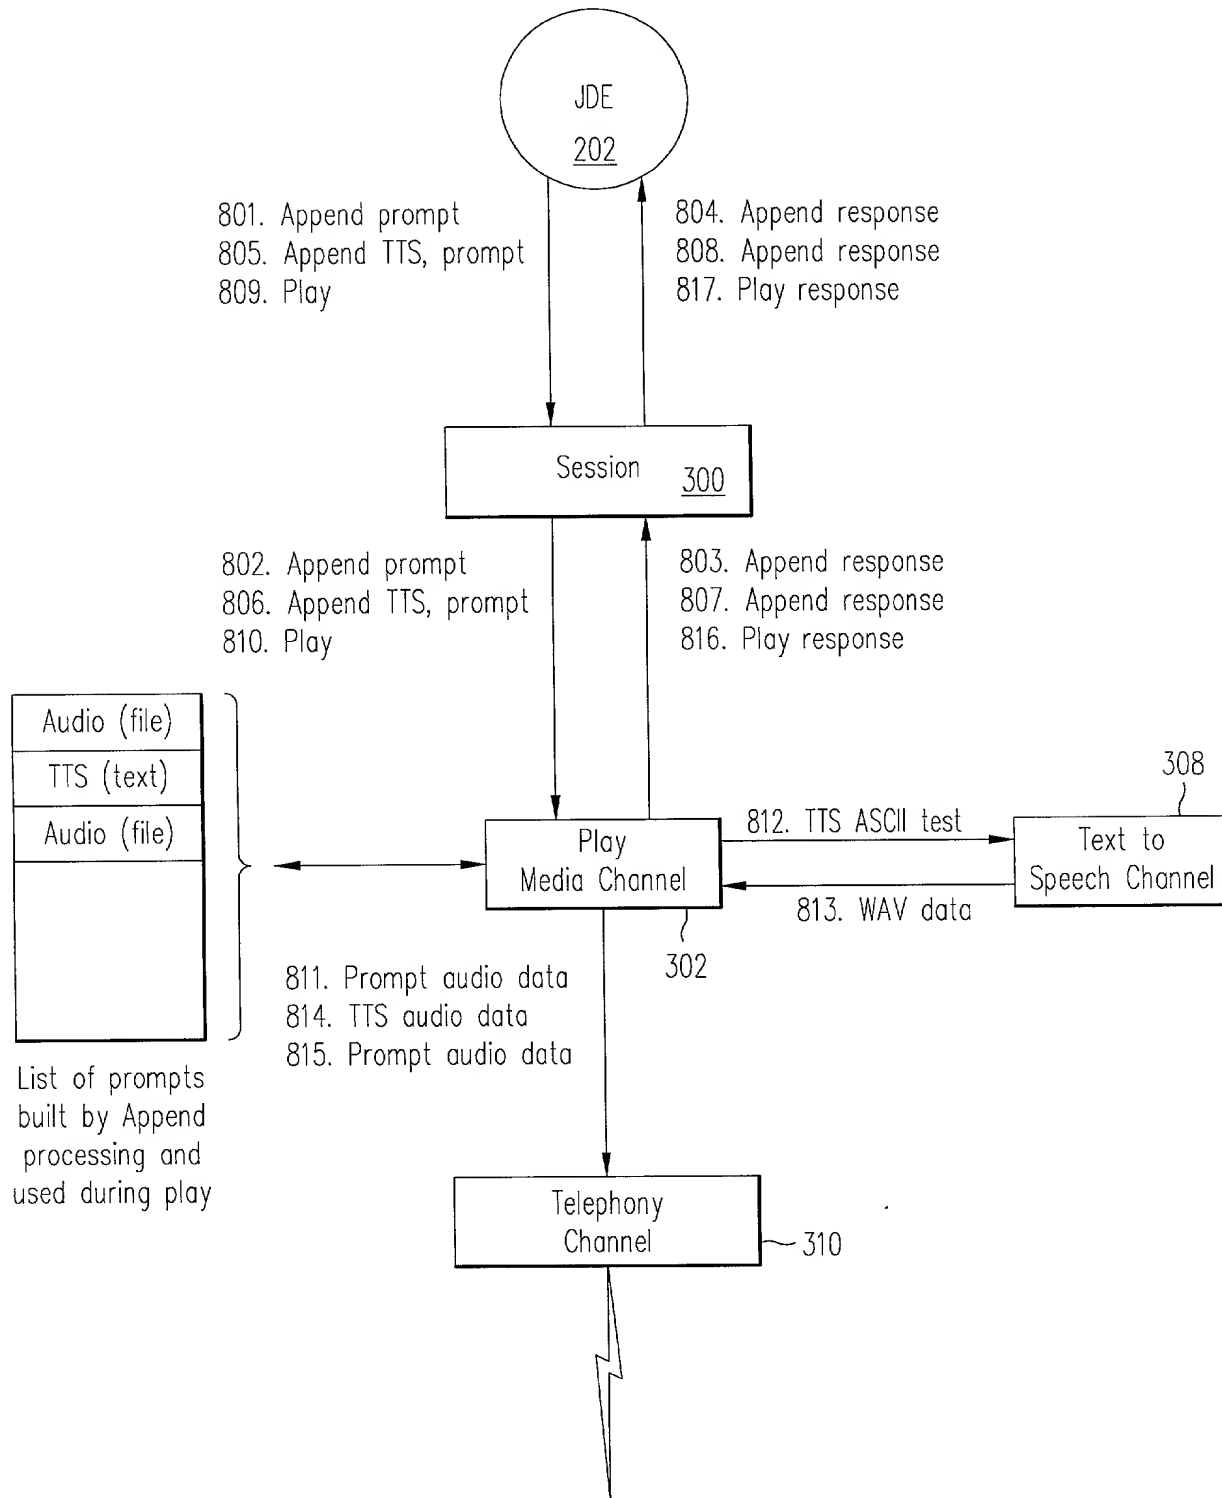 JDE
202
801. Append prompt
805. Append TTS, prompt
809. Play
804. Append response
808. Append response
817. Play response
Session
300
802. Append prompt
806. Append TTS, prompt
810. Play
803. Append response
807. Append response
816. Play response
Audio (file)
TTS (text)
Audio (file)
List of prompts
built by Append
processing and
used during play
Play
Media Channel
302
812. TTS ASCII test
813. WAV data
308
Text to
Speech Channel
811. Prompt audio data
814. TTS audio data
815. Prompt audio data
Telephony
Channel
310